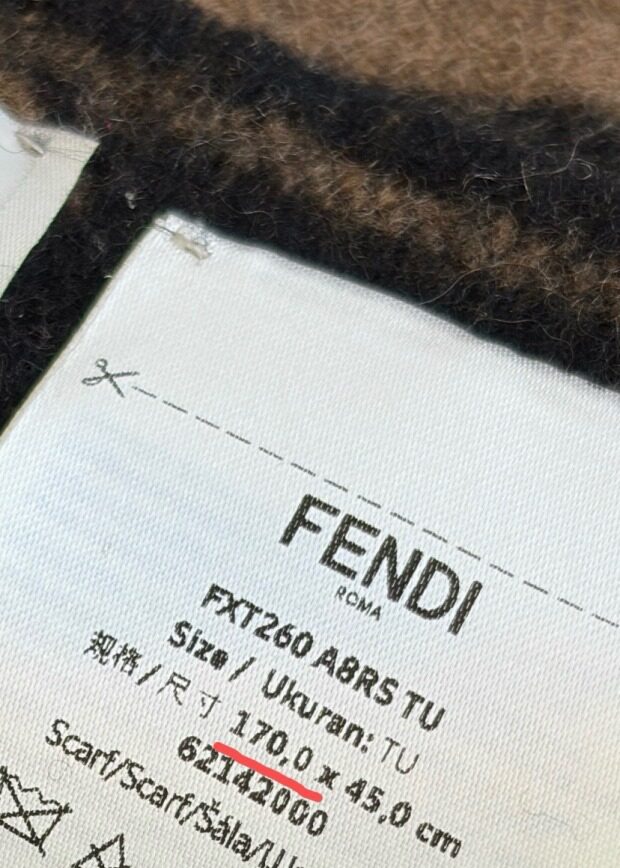 FENDI
ROMA
FXT260 A8RS TU
Size / Ukuran: TU
规格 / 尺寸 170,0 x 45,0 cm
62142000
Scarf/Scarf/Šála/